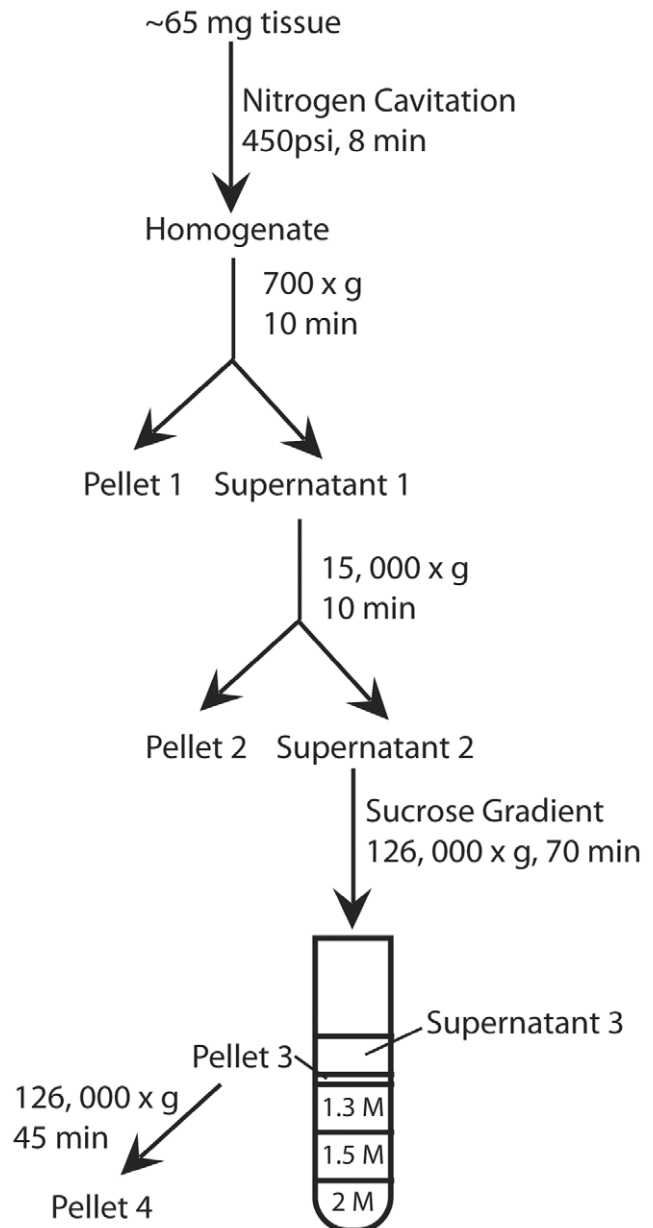 ~65 mg tissue
Nitrogen Cavitation
450psi, 8 min
Homogenate
700 x g
10 min
Pellet 1
Supernatant 1
15, 000 x g
10 min
Pellet 2
Supernatant 2
Sucrose Gradient
126, 000 x g, 70 min
Supernatant 3
Pellet 3
1.3 M
126, 000 x g
45 min
1.5 M
Pellet 4
2 M